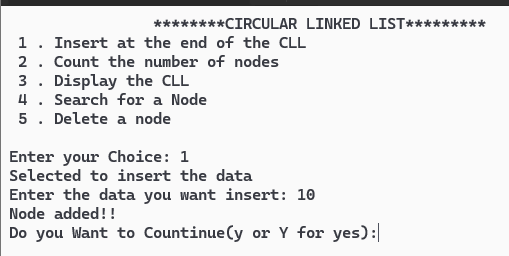 ********CIRCULAR LINKED LIST*********
1 . Insert at the end of the CLL
2 . Count the number of nodes
3 . Display the CLL
4 . Search for a Node
5 . Delete a node
Enter your Choice: 1
Selected to insert the data
Enter the data you want insert: 10
Node added!!
Do you Want to Countinue(y or Y for yes):